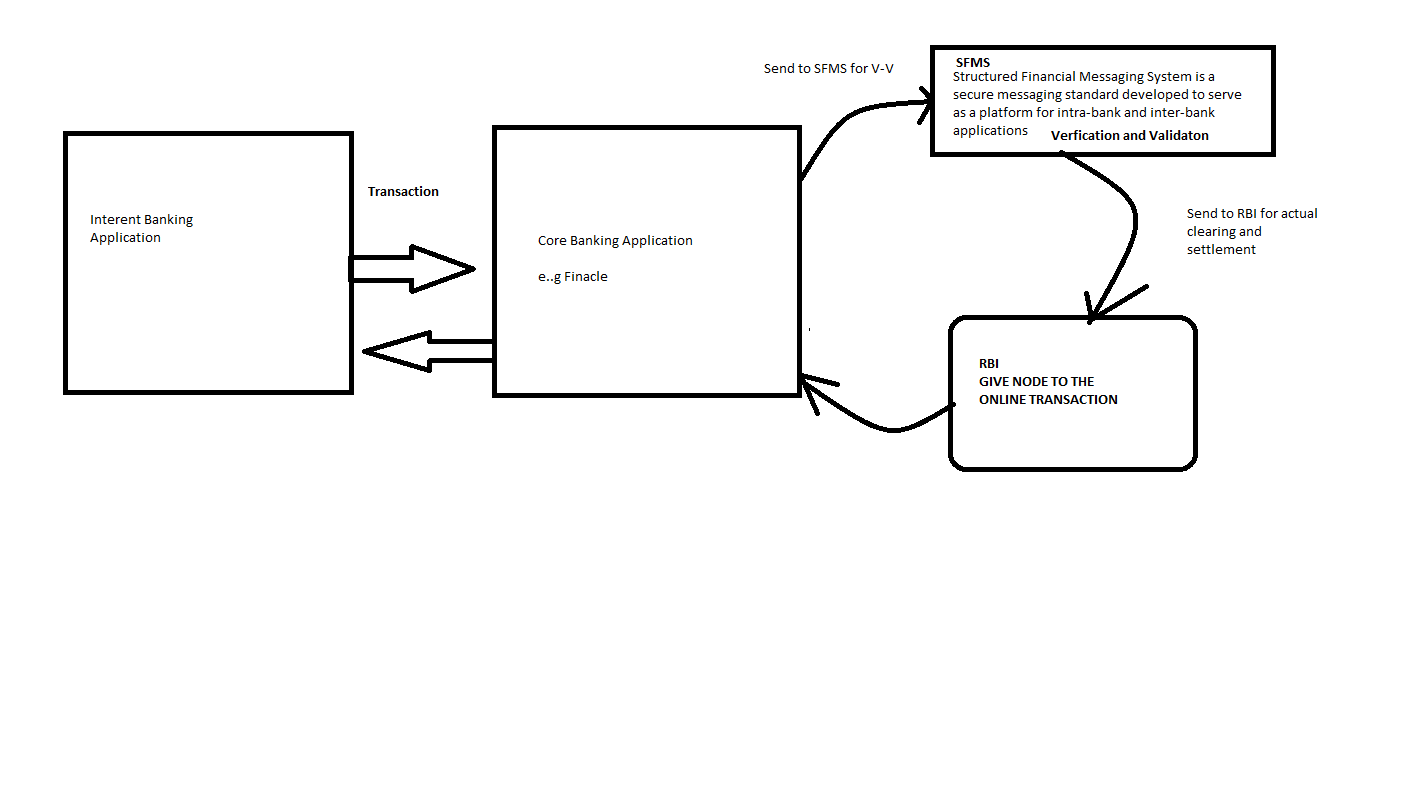 Interent Banking
Application
Transaction
Core Banking Application
e..g Finacle
Send to SFMS for V-V
SFMS
Structured Financial Messaging System is a
secure messaging standard developed to serve
as a platform for intra-bank and inter-bank
applications Verfication and Validaton
Send to RBI for actual
clearing and
settlement
RBI
GIVE NODE TO THE
ONLINE TRANSACTION